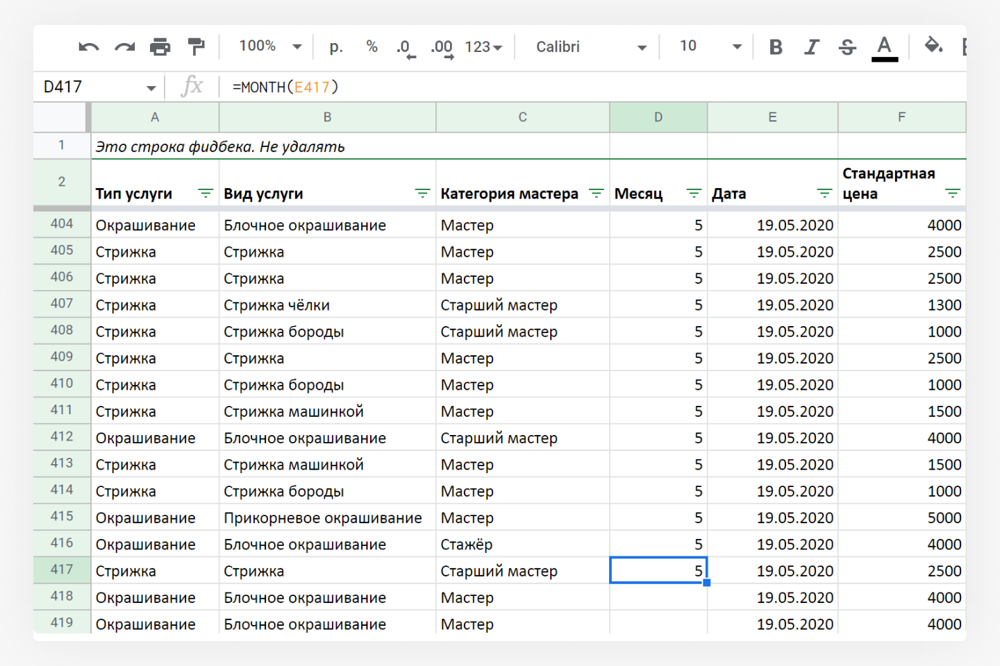 100% р. % .0 .00 123 Calibri 10 B I S A
D417 fx =MONTH(E417)
A B C D E F
1 Это строка фидбека. Не удалять
2 Тип услуги Вид услуги Категория мастера Месяц Дата Стандартная цена
404 Окрашивание Блочное окрашивание Мастер 5 19.05.2020 4000
405 Стрижка Стрижка Мастер 5 19.05.2020 2500
406 Стрижка Стрижка Мастер 5 19.05.2020 2500
407 Стрижка Стрижка чёлки Старший мастер 5 19.05.2020 1300
408 Стрижка Стрижка бороды Старший мастер 5 19.05.2020 1000
409 Стрижка Стрижка Мастер 5 19.05.2020 2500
410 Стрижка Стрижка бороды Мастер 5 19.05.2020 1000
411 Стрижка Стрижка машинкой Мастер 5 19.05.2020 1500
412 Окрашивание Блочное окрашивание Старший мастер 5 19.05.2020 4000
413 Стрижка Стрижка машинкой Мастер 5 19.05.2020 1500
414 Стрижка Стрижка бороды Мастер 5 19.05.2020 1000
415 Окрашивание Прикорневое окрашивание Мастер 5 19.05.2020 5000
416 Окрашивание Блочное окрашивание Стажёр 5 19.05.2020 4000
417 Стрижка Стрижка Старший мастер 5 19.05.2020 2500
418 Окрашивание Блочное окрашивание Мастер 19.05.2020 4000
419 Окрашивание Блочное окрашивание Мастер 19.05.2020 4000